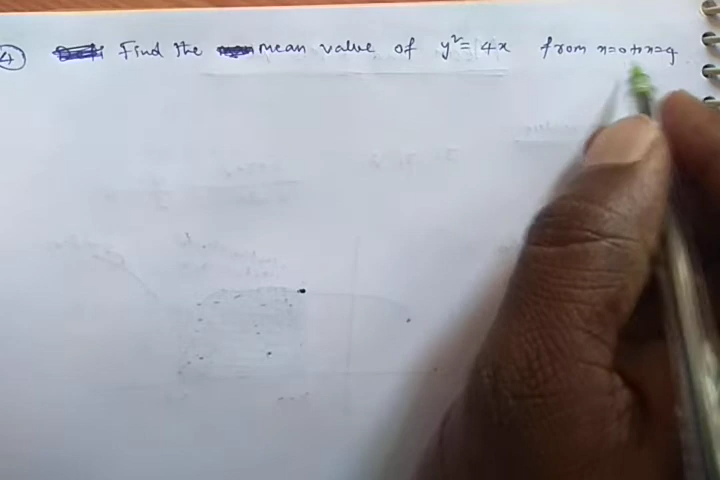 ④ Find the mean value of y² = 4x from x=0 to x=9